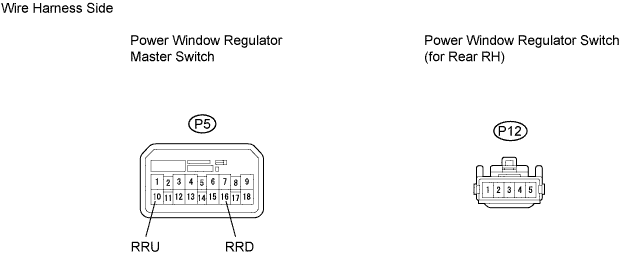 Wire Harness Side
Power Window Regulator
Master Switch
Power Window Regulator Switch
(for Rear RH)
P5
P12
1 2 3 4 5 6 7 8 9
10 11 12 13 14 15 16 17 18
1 2 3 4 5
RRU RRD